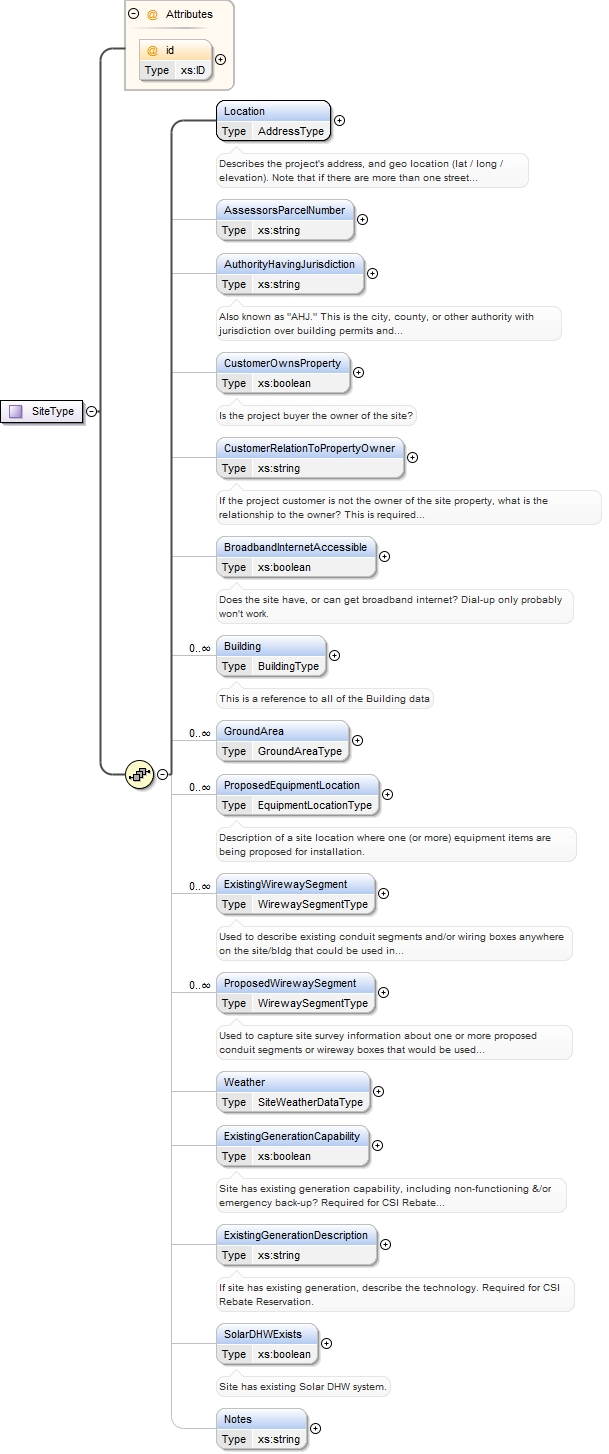 @ Attributes
@ id
Type xs:ID
Location
Type AddressType
Describes the project's address, and geo location (lat / long /
elevation). Note that if there are more than one street...
AssessorsParcelNumber
Type xs:string
AuthorityHavingJurisdiction
Type xs:string
Also known as "AHJ." This is the city, county, or other authority with
jurisdiction over building permits and...
CustomerOwnsProperty
Type xs:boolean
SiteType
Is the project buyer the owner of the site?
CustomerRelationToPropertyOwner
Type xs:string
If the project customer is not the owner of the site property, what is the
relationship to the owner? This is required...
BroadbandInternetAccessible
Type xs:boolean
Does the site have, or can get broadband internet? Dial-up only probably
won't work.
0..∞ Building
Type BuildingType
This is a reference to all of the Building data
0..∞ GroundArea
Type GroundAreaType
0..∞ ProposedEquipmentLocation
Type EquipmentLocationType
Description of a site location where one (or more) equipment items are
being proposed for installation.
0..∞ ExistingWirewaySegment
Type WirewaySegmentType
Used to describe existing conduit segments and/or wiring boxes anywhere
on the site/bldg that could be used in...
0..∞ ProposedWirewaySegment
Type WirewaySegmentType
Used to capture site survey information about one or more proposed
conduit segments or wireway boxes that would be used...
Weather
Type SiteWeatherDataType
ExistingGenerationCapability
Type xs:boolean
Site has existing generation capability, including non-functioning &/or
emergency back-up? Required for CSI Rebate...
ExistingGenerationDescription
Type xs:string
If site has existing generation, describe the technology. Required for CSI
Rebate Reservation.
SolarDHWExists
Type xs:boolean
Site has existing Solar DHW system.
Notes
Type xs:string